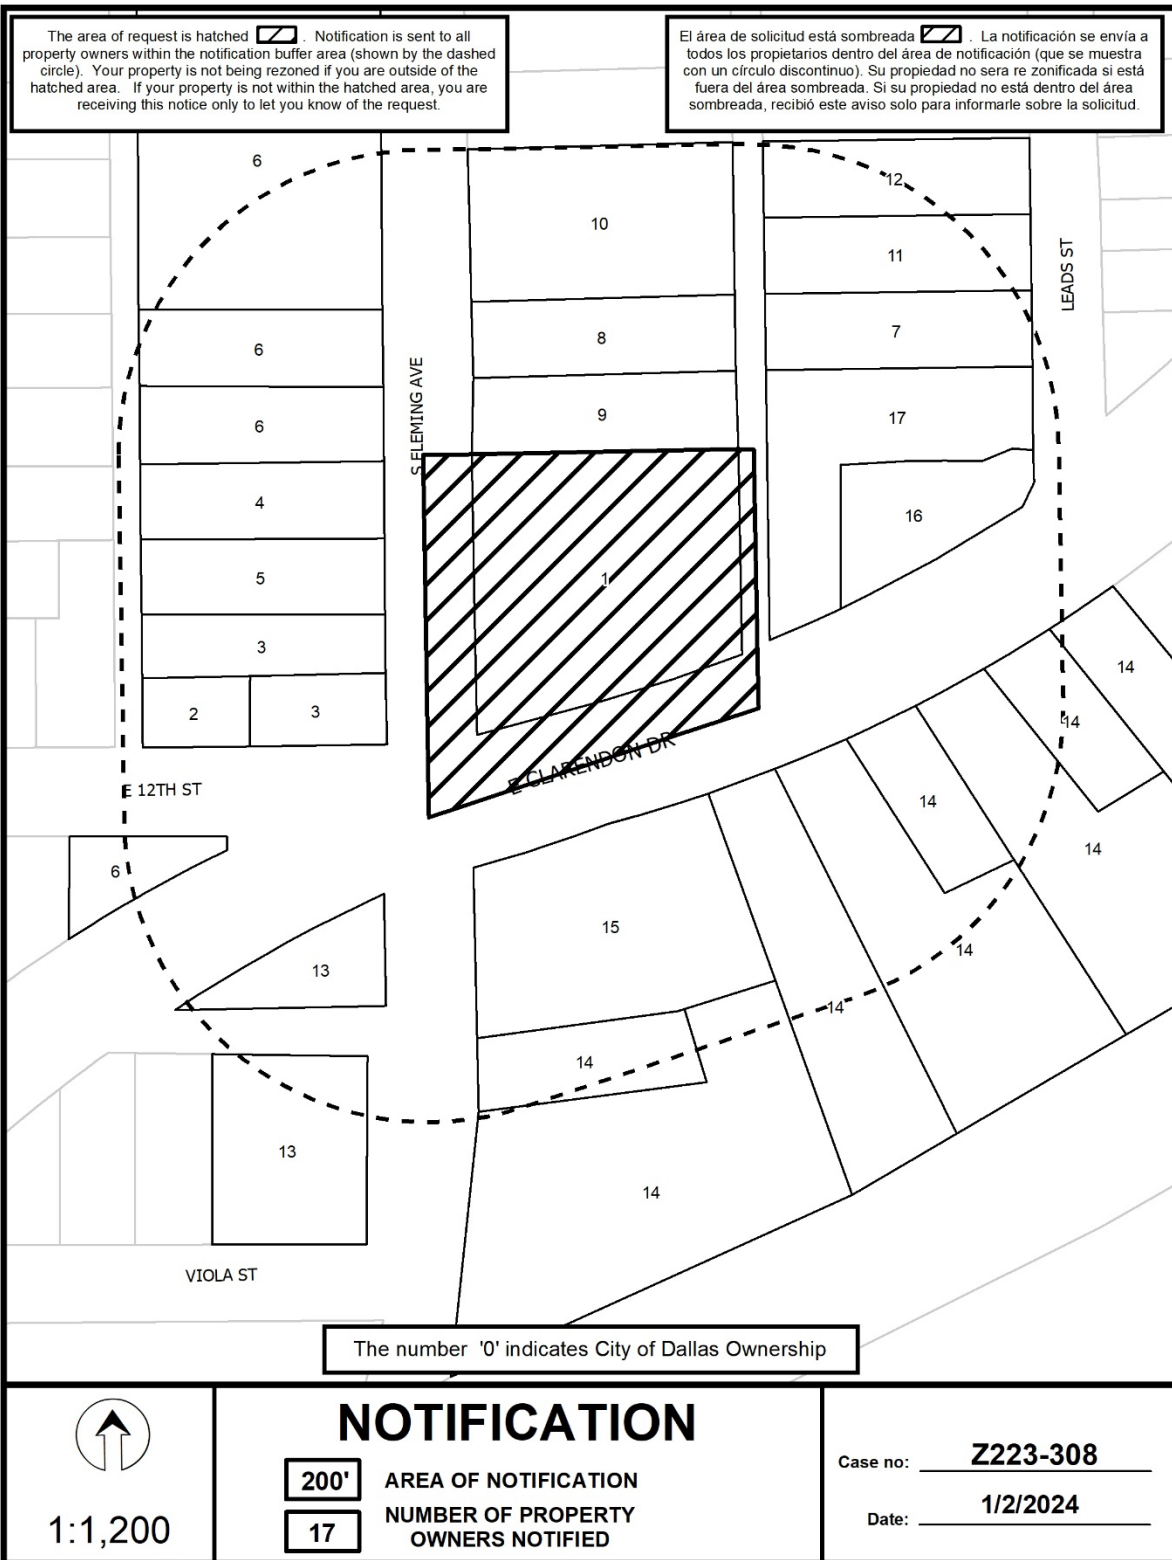 The area of request is hatched . Notification is sent to all
property owners within the notification buffer area (shown by the dashed
circle). Your property is not being rezoned if you are outside of the
hatched area. If your property is not within the hatched area, you are
receiving this notice only to let you know of the request.
El área de solicitud está sombreada . La notificación se envía a
todos los propietarios dentro del área de notificación (que se muestra
con un círculo discontinuo). Su propiedad no sera re zonificada si está
fuera del área sombreada. Si su propiedad no está dentro del área
sombreada, recibió este aviso solo para informarle sobre la solicitud.
6
12
10
11
LEADS ST
6
8
7
S FLEMING AVE
6
9
17
4
16
5
1
3
14
2
3
14
E CLARENDON DR
E 12TH ST
14
14
6
15
14
13
14
14
13
14
VIOLA ST
The number '0' indicates City of Dallas Ownership
1:1,200
NOTIFICATION
200' AREA OF NOTIFICATION
17 NUMBER OF PROPERTY
OWNERS NOTIFIED
Case no: Z223-308
Date: 1/2/2024